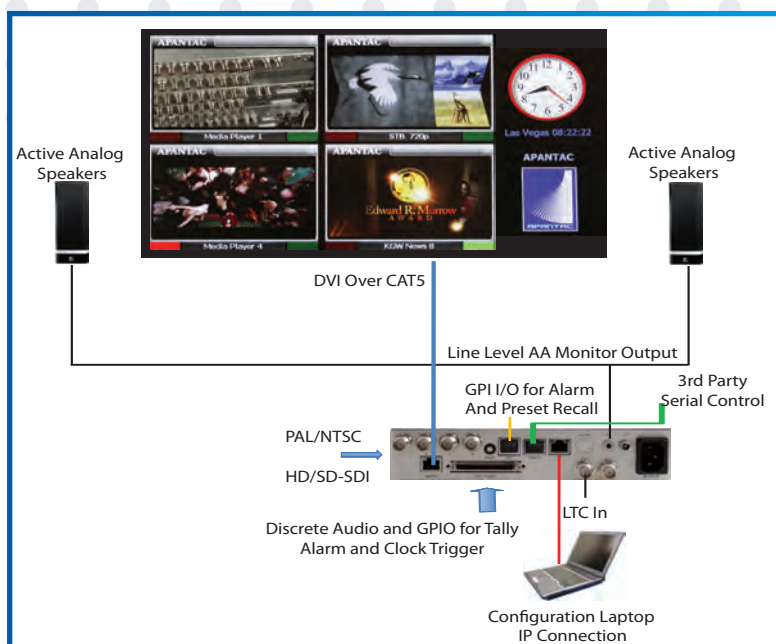 APANTAC
APANTAC
Media Player 1
STB 720p
Las Vegas 08:22:22
Active Analog
Speakers
Active Analog
Speakers
APANTAC
APANTAC
APANTAC
Edward R. Murrow
AWARD
APANTAC
Media Player 4
KGW News 8
DVI Over CAT5
Line Level AA Monitor Output
GPI I/O for Alarm
And Preset Recall
3rd Party
Serial Control
PAL/NTSC
HD/SD-SDI
LTC In
Discrete Audio and GPIO for Tally
Alarm and Clock Trigger
Configuration Laptop
IP Connection